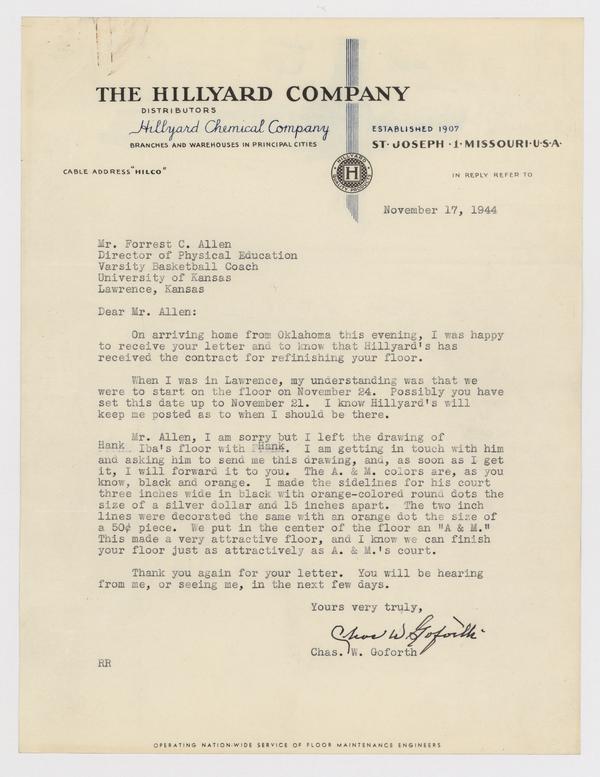 THE HILLYARD COMPANY
DISTRIBUTORS
Hillyard Chemical Company
BRANCHES AND WAREHOUSES IN PRINCIPAL CITIES
ESTABLISHED 1907
ST. JOSEPH · 1 · MISSOURI · U · S · A ·
CABLE ADDRESS "HILCO"
HILLYARD
H
QUALITY PRODUCTS
IN REPLY REFER TO
November 17, 1944
Mr. Forrest C. Allen
Director of Physical Education
Varsity Basketball Coach
University of Kansas
Lawrence, Kansas
Dear Mr. Allen:
On arriving home from Oklahoma this evening, I was happy
to receive your letter and to know that Hillyard's has
received the contract for refinishing your floor.
When I was in Lawrence, my understanding was that we
were to start on the floor on November 24. Possibly you have
set this date up to November 21. I know Hillyard's will
keep me posted as to when I should be there.
Mr. Allen, I am sorry but I left the drawing of
Hank Iba's floor with Hank. I am getting in touch with him
and asking him to send me this drawing, and, as soon as I get
it, I will forward it to you. The A. & M. colors are, as you
know, black and orange. I made the sidelines for his court
three inches wide in black with orange-colored round dots the
size of a silver dollar and 15 inches apart. The two inch
lines were decorated the same with an orange dot the size of
a 50¢ piece. We put in the center of the floor an "A & M."
This made a very attractive floor, and I know we can finish
your floor just as attractively as A. & M.'s court.
Thank you again for your letter. You will be hearing
from me, or seeing me, in the next few days.
Yours very truly,
Chas W. Goforth
Chas. W. Goforth
RR
OPERATING NATION-WIDE SERVICE OF FLOOR MAINTENANCE ENGINEERS